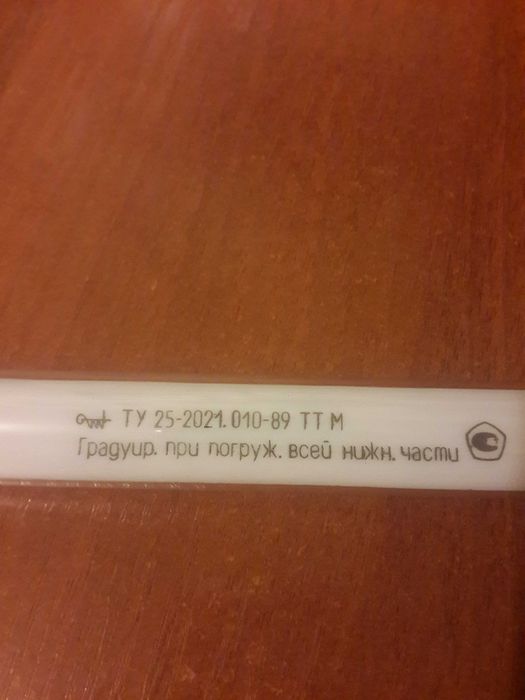 ТУ 25-2021.010-89 ТТ М
Градуир. при погруж. всей нижн. части